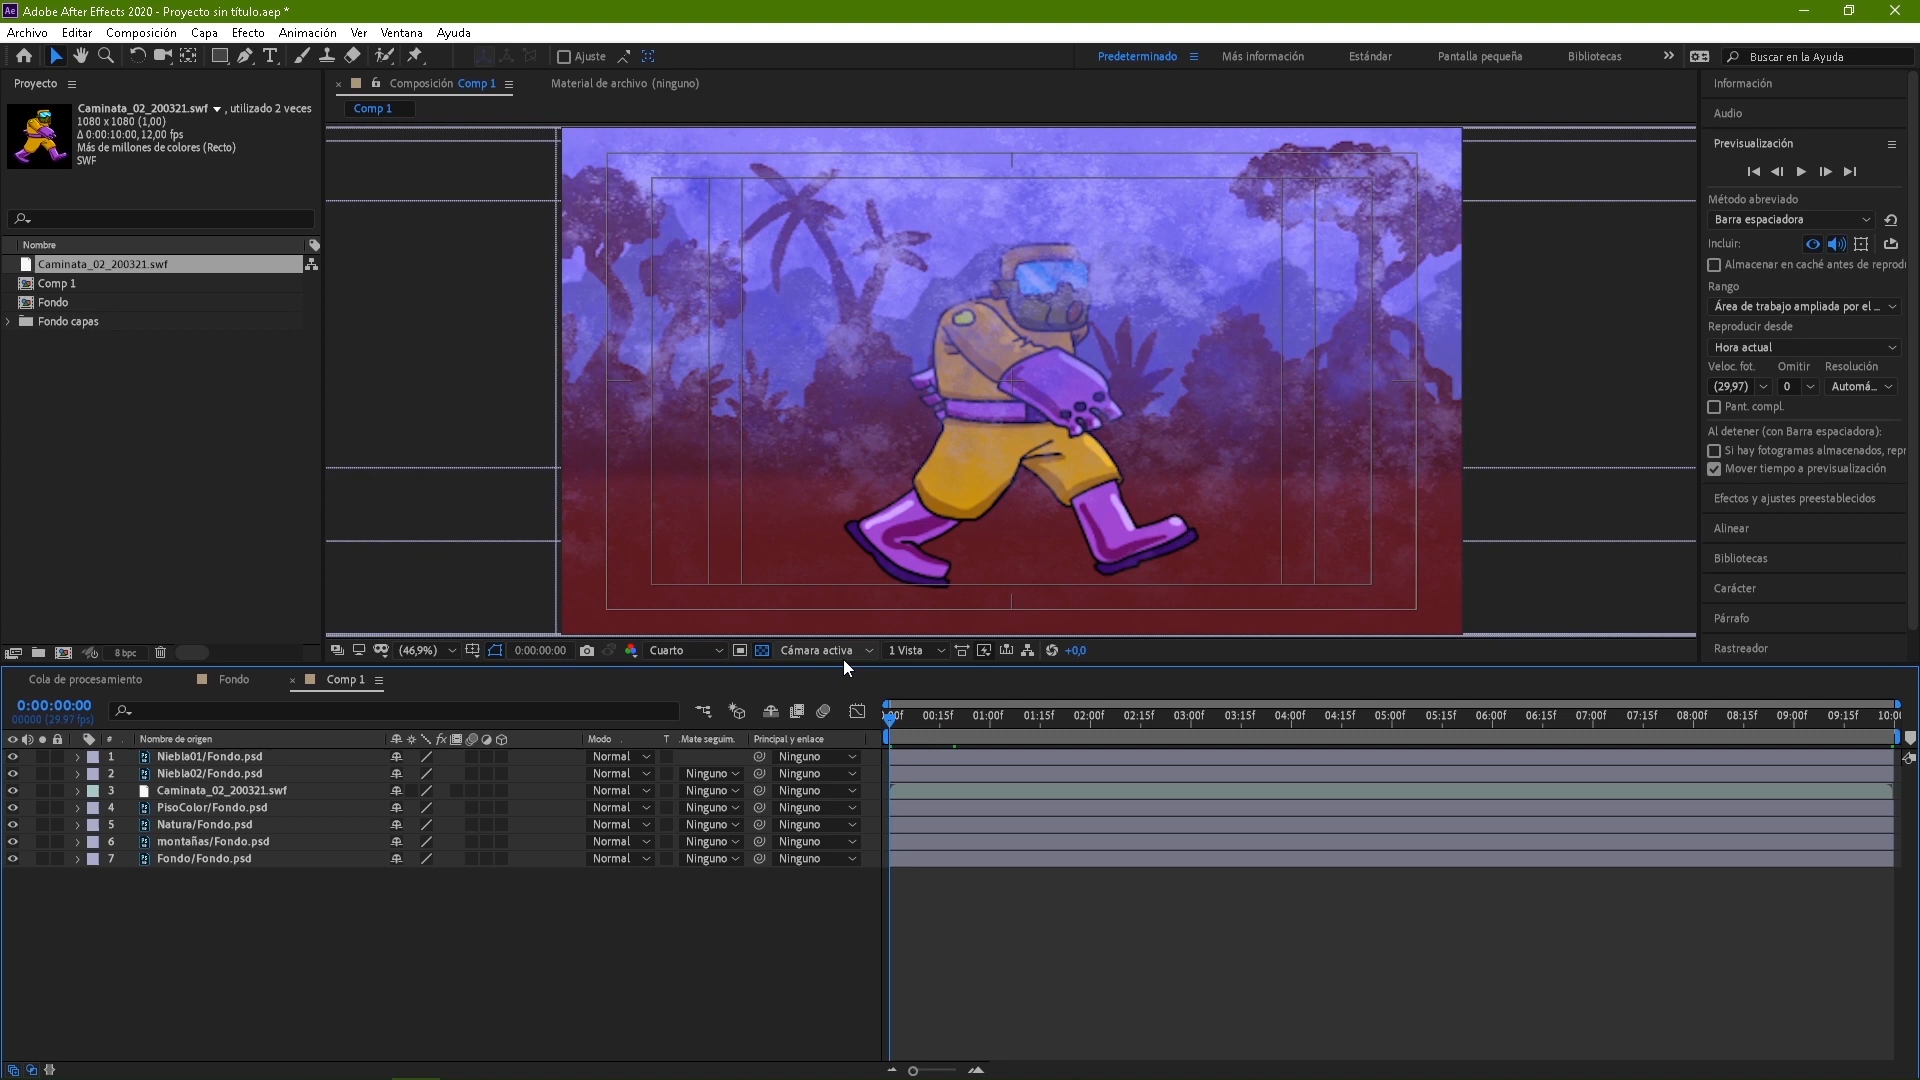 Adobe After Effects 2020 - Proyecto sin título.aep *
Archivo Editar Composición Capa Efecto Animación Ver Ventana Ayuda
Ajuste
Predeterminado Más información Estándar Pantalla pequeña Bibliotecas Buscar en la Ayuda
Proyecto
Caminata_02_200321.swf , utilizado 2 veces
1080 x 1080 (1,00)
Δ 0:00:10:00, 12,00 fps
Más de millones de colores (Recto)
SWF
Nombre
Caminata_02_200321.swf
Comp 1
Fondo
Fondo capas
8 bpc
Composición Comp 1
Material de archivo (ninguno)
Comp 1
(46,9%) 0:00:00:00 Cuarto Cámara activa 1 Vista +0,0
Información
Audio
Previsualización
Método abreviado
Barra espaciadora
Incluir:
Almacenar en caché antes de reprodu
Rango
Área de trabajo ampliada por el ...
Reproducir desde
Hora actual
Veloc. fot. Omitir Resolución
(29,97) 0 Automá...
Pant. compl.
Al detener (con Barra espaciadora):
Si hay fotogramas almacenados, repr
Mover tiempo a previsualización
Efectos y ajustes preestablecidos
Alinear
Bibliotecas
Carácter
Párrafo
Rastreador
Cola de procesamiento Fondo Comp 1
0:00:00:00
00000 (29.97 fps)
00f 00:15f 01:00f 01:15f 02:00f 02:15f 03:00f 03:15f 04:00f 04:15f 05:00f 05:15f 06:00f 06:15f 07:00f 07:15f 08:00f 08:15f 09:00f 09:15f 10:00
# Nombre de origen fx Modo T .Mate seguim. Principal y enlace
1 Niebla01/Fondo.psd Normal Ninguno
2 Niebla02/Fondo.psd Normal Ninguno Ninguno
3 Caminata_02_200321.swf Normal Ninguno Ninguno
4 PisoColor/Fondo.psd Normal Ninguno Ninguno
5 Natura/Fondo.psd Normal Ninguno Ninguno
6 montañas/Fondo.psd Normal Ninguno Ninguno
7 Fondo/Fondo.psd Normal Ninguno Ninguno